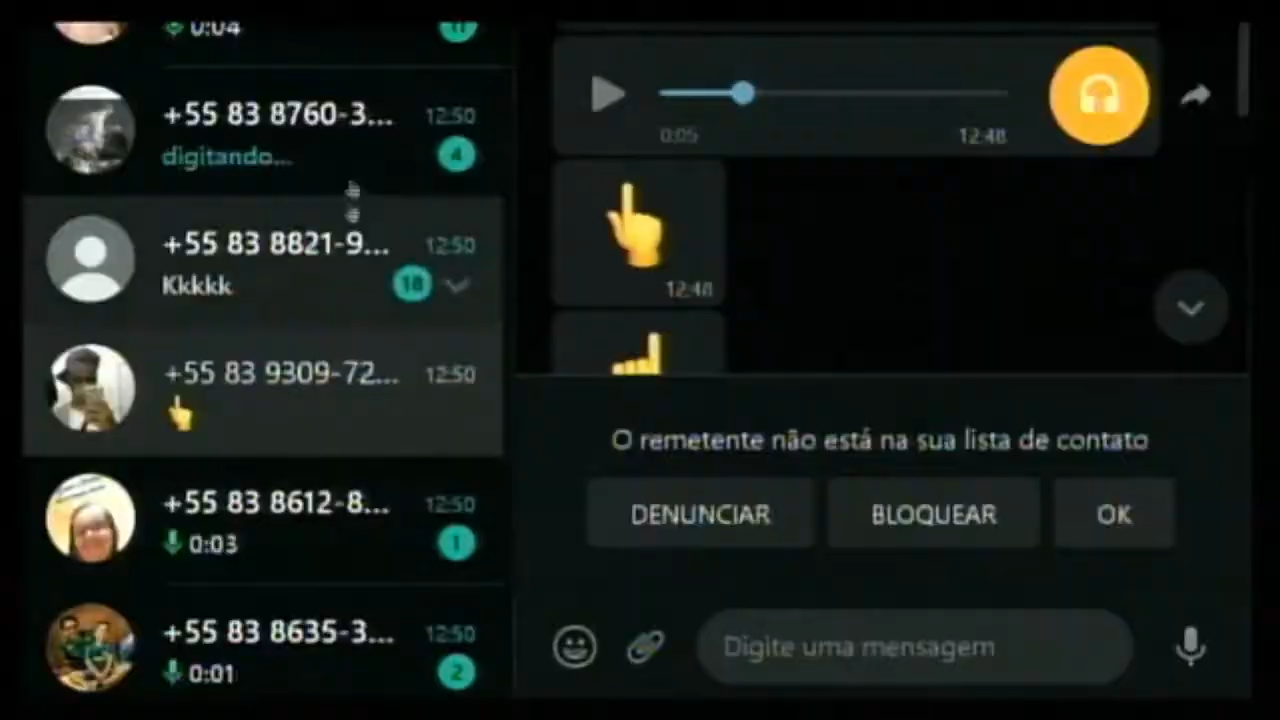 0:04
11
+55 83 8760-3...
12:50
digitando...
4
+55 83 8821-9...
12:50
Kkkkk
18
+55 83 9309-72...
12:50
+55 83 8612-8...
12:50
0:03
1
+55 83 8635-3...
12:50
0:01
2
0:05
12:48
12:48
O remetente não está na sua lista de contato
DENUNCIAR
BLOQUEAR
OK
Digite uma mensagem